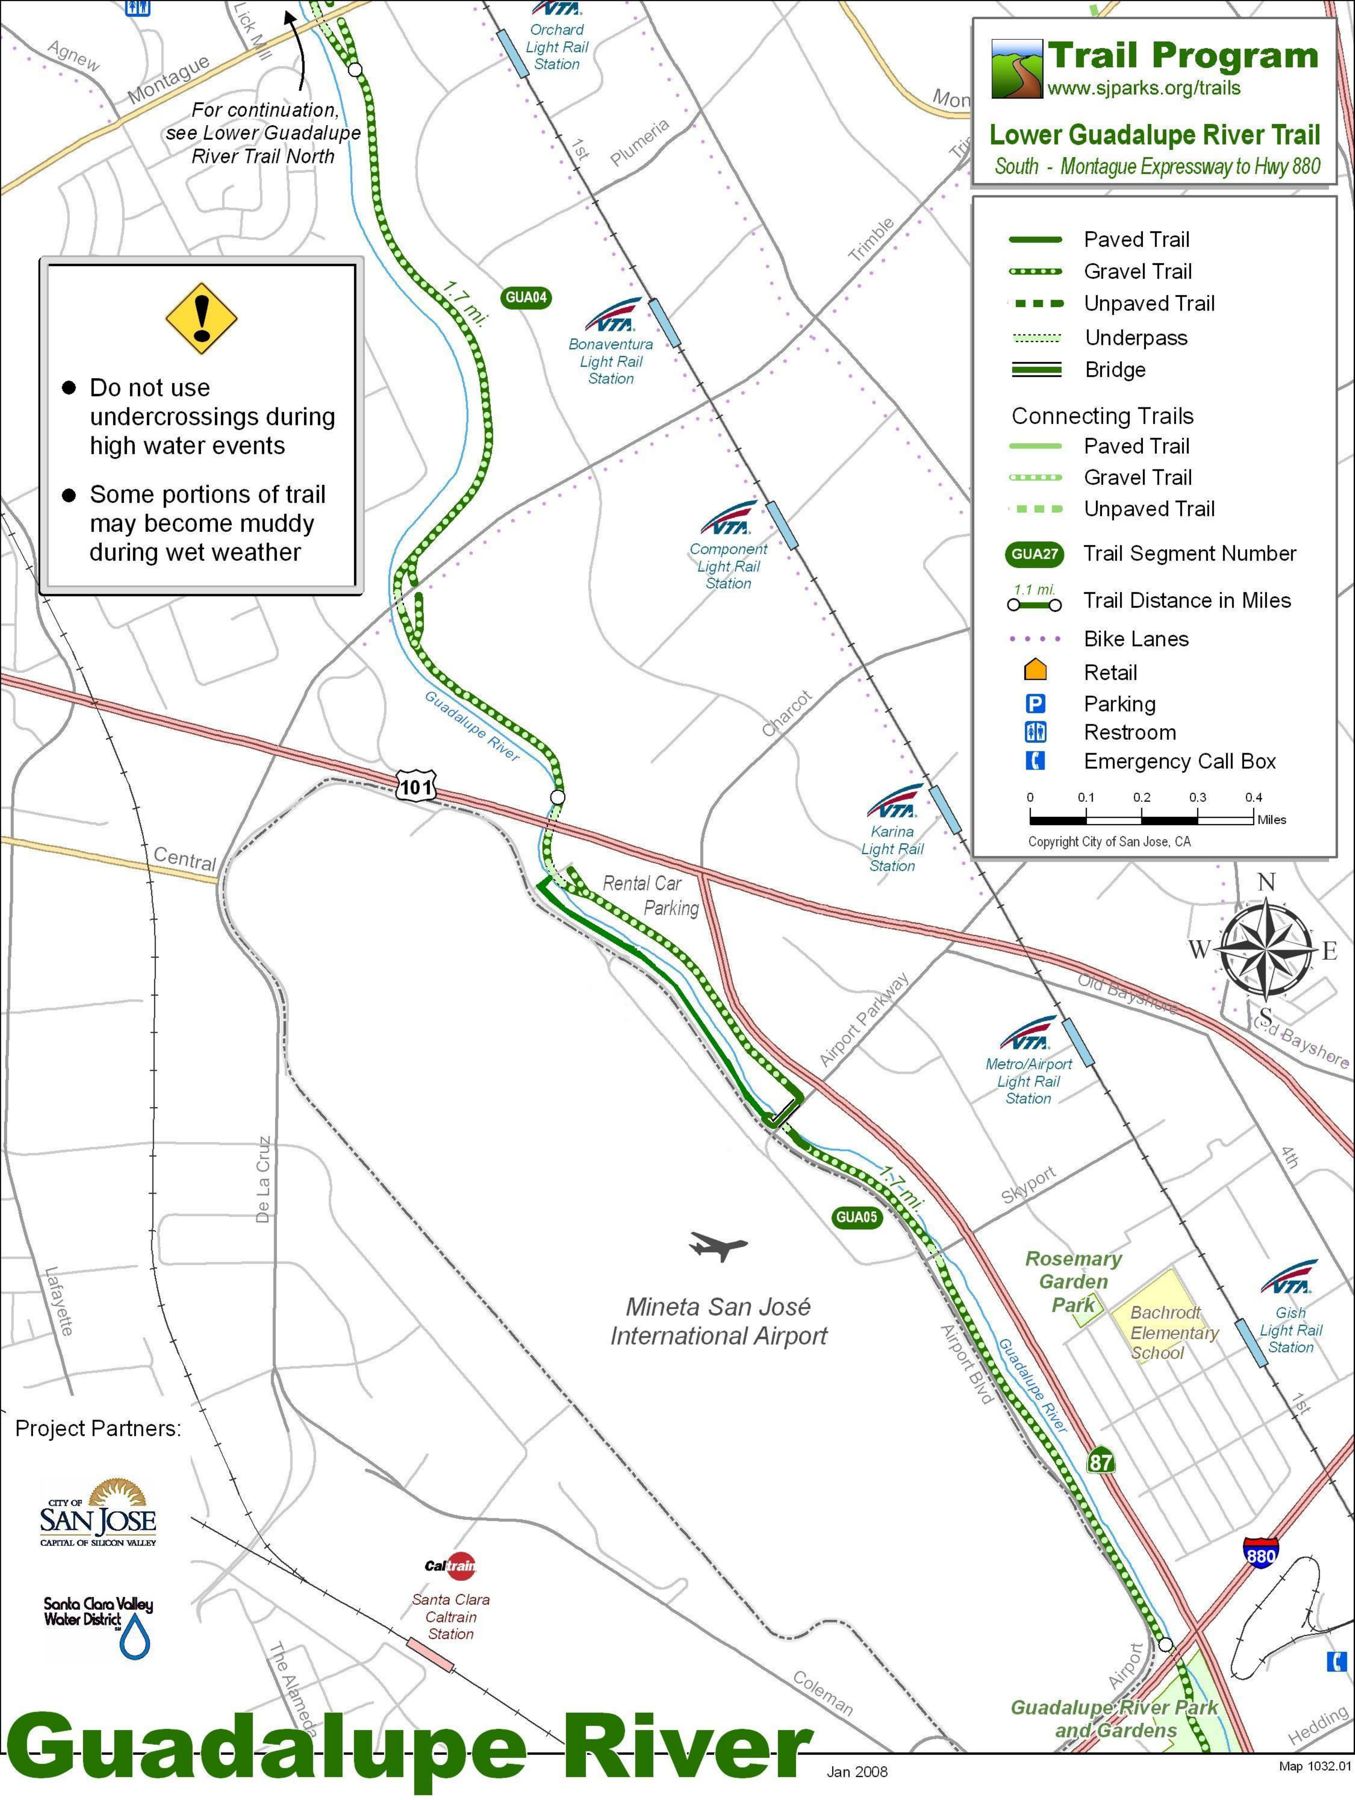 VTA
Orchard
Light Rail
Station
Agnew
Lick Mill
Montague
For continuation,
see Lower Guadalupe
River Trail North
1st
Plumeria
Trimble
Trail Program
www.sjparks.org/trails
Lower Guadalupe River Trail
South - Montague Expressway to Hwy 880
Paved Trail
Gravel Trail
Unpaved Trail
Underpass
Bridge
Connecting Trails
Paved Trail
Gravel Trail
Unpaved Trail
GUA27
Trail Segment Number
1.1 mi.
Trail Distance in Miles
Bike Lanes
Retail
P
Parking
Restroom
Emergency Call Box
0 0.1 0.2 0.3 0.4
Miles
Copyright City of San Jose, CA
!
Do not use
undercrossings during
high water events
Some portions of trail
may become muddy
during wet weather
1.7 mi.
GUA04
VTA
Bonaventura
Light Rail
Station
VTA
Component
Light Rail
Station
Charcot
Guadalupe River
101
VTA
Karina
Light Rail
Station
Central
Rental Car
Parking
N
W E
S
Old Bayshore
Old Bayshore
Airport Parkway
VTA
Metro/Airport
Light Rail
Station
De La Cruz
1.7 mi.
GUA05
Skyport
4th
Mineta San José
International Airport
Rosemary
Garden
Park
Bachrodt
Elementary
School
VTA
Gish
Light Rail
Station
Lafayette
Airport Blvd
Guadalupe River
1st
87
880
Project Partners:
CITY OF
SAN JOSE
CAPITAL OF SILICON VALLEY
Santa Clara Valley
Water District
Caltrain
Santa Clara
Caltrain
Station
The Alameda
Coleman
Airport
Guadalupe River Park
and Gardens
Hedding
Guadalupe River
Jan 2008
Map 1032.01